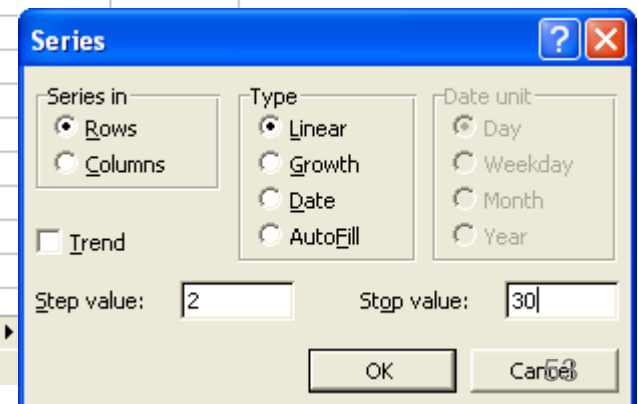 Series
Series in
Rows
Columns
Trend
Type
Linear
Growth
Date
AutoFill
Date unit
Day
Weekday
Month
Year
Step value: 2
Stop value: 30
OK
Cancel
53